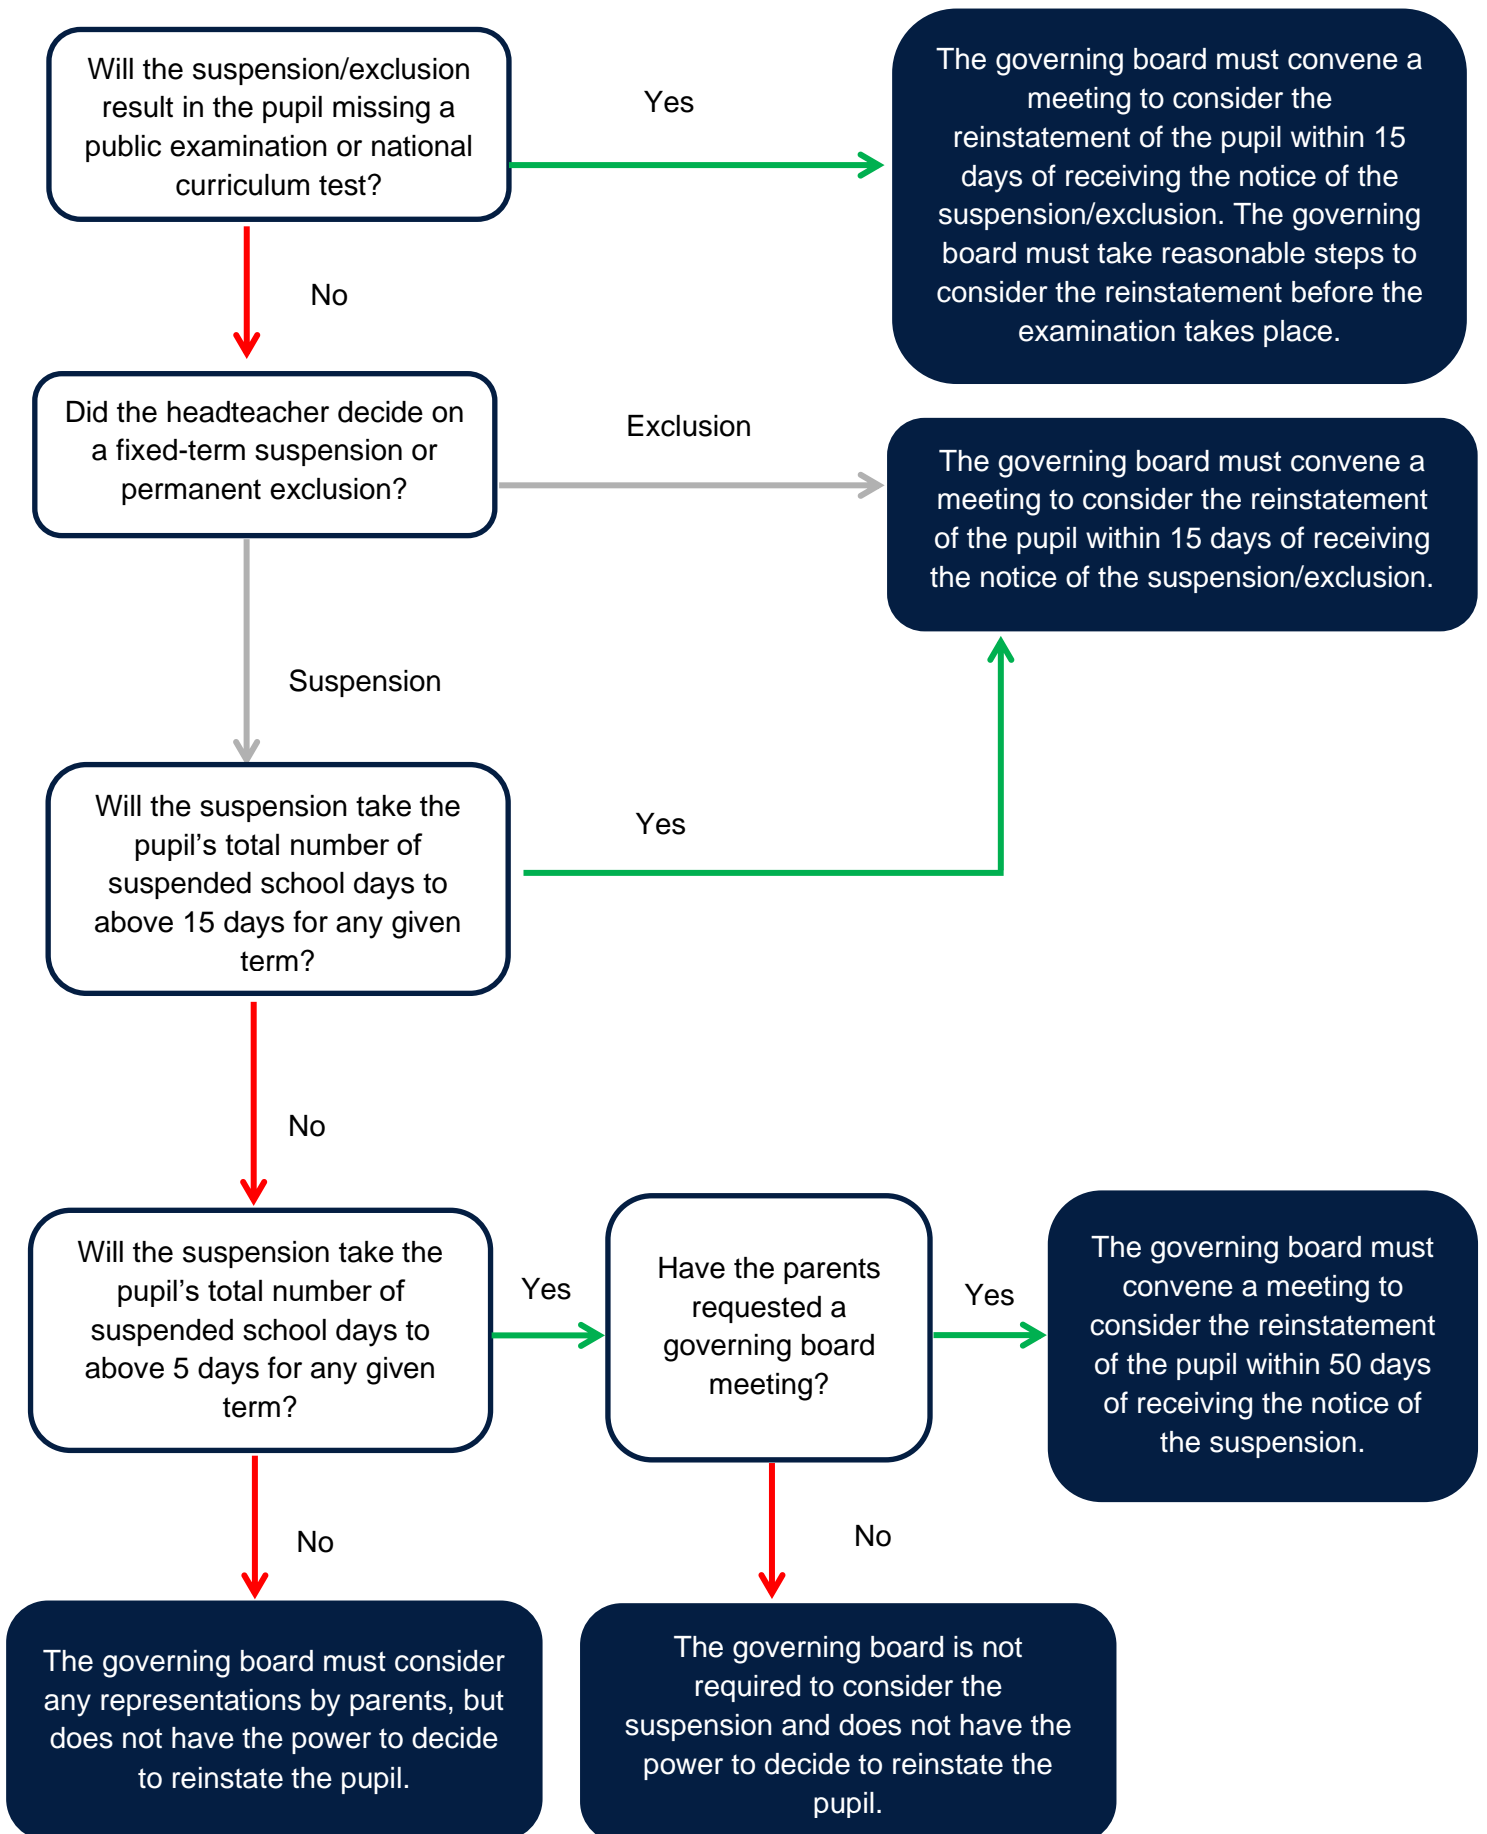 Will the suspension/exclusion
result in the pupil missing a
public examination or national
curriculum test?
Yes
The governing board must convene a
meeting to consider the
reinstatement of the pupil within 15
days of receiving the notice of the
suspension/exclusion. The governing
board must take reasonable steps to
consider the reinstatement before the
examination takes place.
No
Did the headteacher decide on
a fixed-term suspension or
permanent exclusion?
Exclusion
The governing board must convene a
meeting to consider the reinstatement
of the pupil within 15 days of receiving
the notice of the suspension/exclusion.
Suspension
Will the suspension take the
pupil’s total number of
suspended school days to
above 15 days for any given
term?
Yes
No
Will the suspension take the
pupil’s total number of
suspended school days to
above 5 days for any given
term?
Yes
Have the parents
requested a
governing board
meeting?
Yes
The governing board must
convene a meeting to
consider the reinstatement
of the pupil within 50 days
of receiving the notice of
the suspension.
No
No
The governing board must consider
any representations by parents, but
does not have the power to decide
to reinstate the pupil.
The governing board is not
required to consider the
suspension and does not have the
power to decide to reinstate the
pupil.